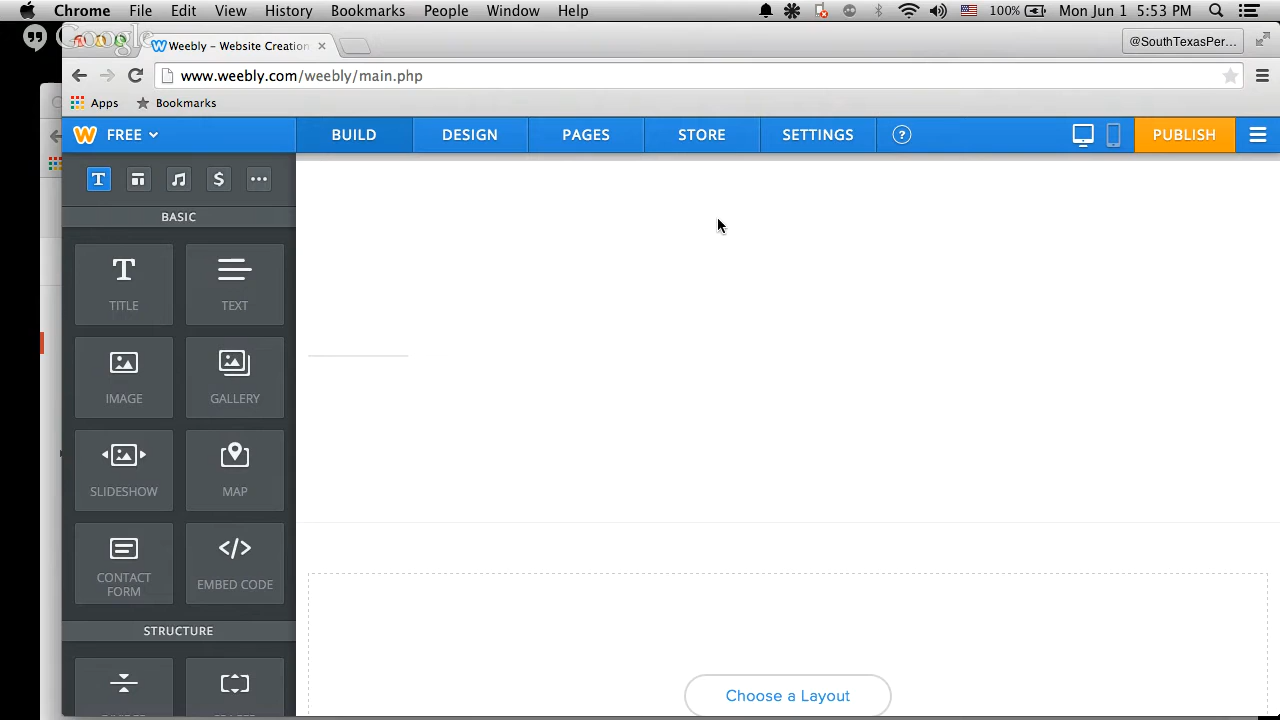 Chrome File Edit View History Bookmarks People Window Help 100% Mon Jun 1 5:53 PM
Google
Weebly – Website Creation
@SouthTexasPer...
www.weebly.com/weebly/main.php
Apps Bookmarks
W FREE BUILD DESIGN PAGES STORE SETTINGS ? PUBLISH
T $
BASIC
T
TITLE TEXT
IMAGE GALLERY
SLIDESHOW MAP
</>
CONTACT
FORM
EMBED CODE
STRUCTURE
Choose a Layout